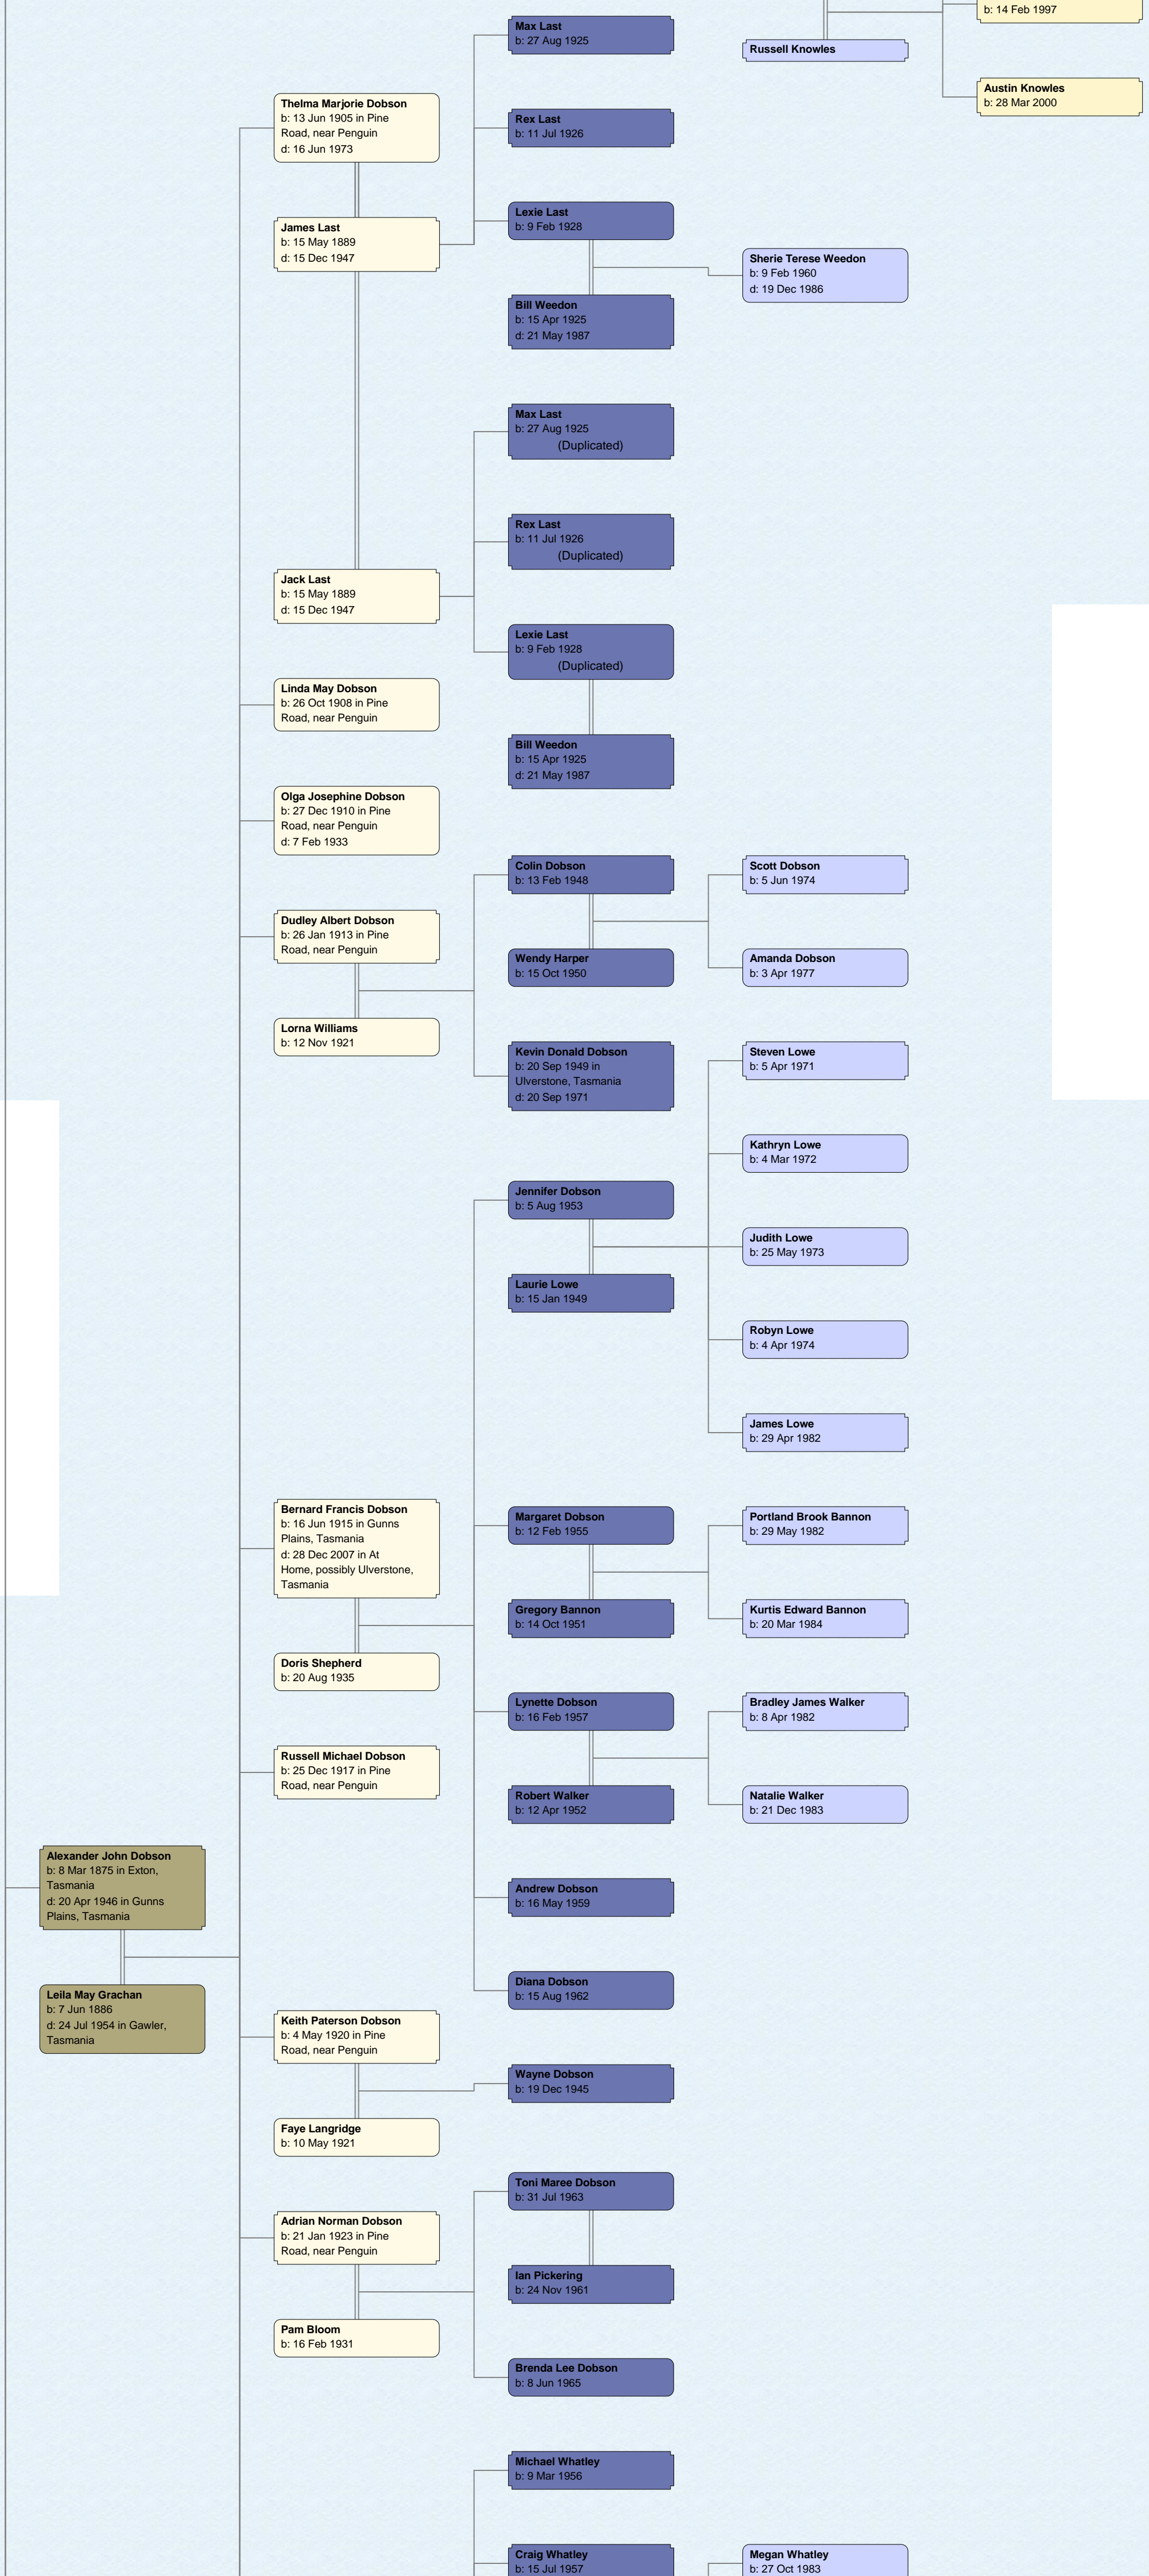 b: 14 Feb 1997
Russell Knowles
Austin Knowles
b: 28 Mar 2000
Max Last
b: 27 Aug 1925
Thelma Marjorie Dobson
b: 13 Jun 1905 in Pine
Road, near Penguin
d: 16 Jun 1973
Rex Last
b: 11 Jul 1926
James Last
b: 15 May 1889
d: 15 Dec 1947
Lexie Last
b: 9 Feb 1928
Sherie Terese Weedon
b: 9 Feb 1960
d: 19 Dec 1986
Bill Weedon
b: 15 Apr 1925
d: 21 May 1987
Max Last
b: 27 Aug 1925
(Duplicated)
Rex Last
b: 11 Jul 1926
(Duplicated)
Jack Last
b: 15 May 1889
d: 15 Dec 1947
Lexie Last
b: 9 Feb 1928
(Duplicated)
Linda May Dobson
b: 26 Oct 1908 in Pine
Road, near Penguin
Bill Weedon
b: 15 Apr 1925
d: 21 May 1987
Olga Josephine Dobson
b: 27 Dec 1910 in Pine
Road, near Penguin
d: 7 Feb 1933
Colin Dobson
b: 13 Feb 1948
Scott Dobson
b: 5 Jun 1974
Dudley Albert Dobson
b: 26 Jan 1913 in Pine
Road, near Penguin
Wendy Harper
b: 15 Oct 1950
Amanda Dobson
b: 3 Apr 1977
Lorna Williams
b: 12 Nov 1921
Kevin Donald Dobson
b: 20 Sep 1949 in
Ulverstone, Tasmania
d: 20 Sep 1971
Steven Lowe
b: 5 Apr 1971
Kathryn Lowe
b: 4 Mar 1972
Jennifer Dobson
b: 5 Aug 1953
Judith Lowe
b: 25 May 1973
Laurie Lowe
b: 15 Jan 1949
Robyn Lowe
b: 4 Apr 1974
James Lowe
b: 29 Apr 1982
Bernard Francis Dobson
b: 16 Jun 1915 in Gunns
Plains, Tasmania
d: 28 Dec 2007 in At
Home, possibly Ulverstone,
Tasmania
Margaret Dobson
b: 12 Feb 1955
Portland Brook Bannon
b: 29 May 1982
Gregory Bannon
b: 14 Oct 1951
Kurtis Edward Bannon
b: 20 Mar 1984
Doris Shepherd
b: 20 Aug 1935
Lynette Dobson
b: 16 Feb 1957
Bradley James Walker
b: 8 Apr 1982
Russell Michael Dobson
b: 25 Dec 1917 in Pine
Road, near Penguin
Robert Walker
b: 12 Apr 1952
Natalie Walker
b: 21 Dec 1983
Alexander John Dobson
b: 8 Mar 1875 in Exton,
Tasmania
d: 20 Apr 1946 in Gunns
Plains, Tasmania
Andrew Dobson
b: 16 May 1959
Leila May Grachan
b: 7 Jun 1886
d: 24 Jul 1954 in Gawler,
Tasmania
Diana Dobson
b: 15 Aug 1962
Keith Paterson Dobson
b: 4 May 1920 in Pine
Road, near Penguin
Wayne Dobson
b: 19 Dec 1945
Faye Langridge
b: 10 May 1921
Toni Maree Dobson
b: 31 Jul 1963
Adrian Norman Dobson
b: 21 Jan 1923 in Pine
Road, near Penguin
Ian Pickering
b: 24 Nov 1961
Pam Bloom
b: 16 Feb 1931
Brenda Lee Dobson
b: 8 Jun 1965
Michael Whatley
b: 9 Mar 1956
Craig Whatley
b: 15 Jul 1957
Megan Whatley
b: 27 Oct 1983